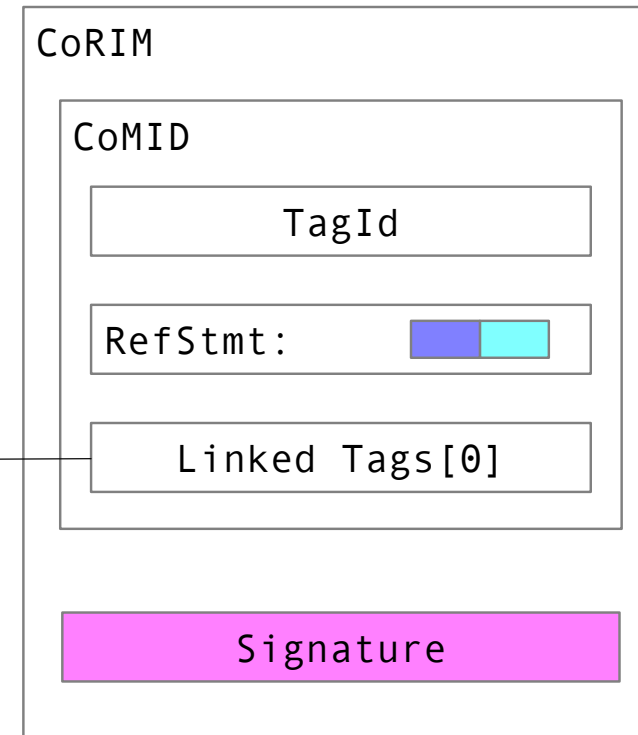 CoRIM
CoMID
TagId
RefStmt:
Linked Tags[0]
Signature